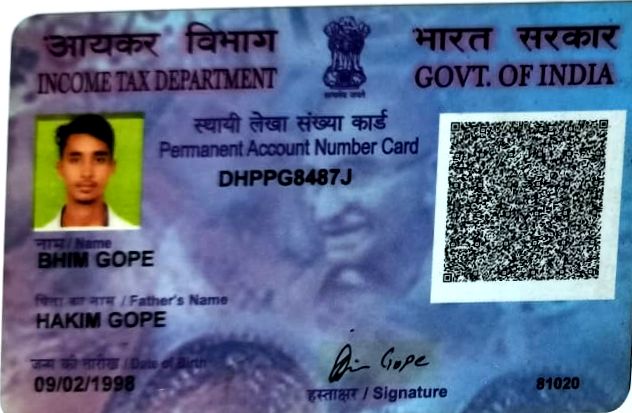 आयकर विभाग
INCOME TAX DEPARTMENT
भारत सरकार
GOVT. OF INDIA
सत्यमेव जयते
स्थायी लेखा संख्या कार्ड
Permanent Account Number Card
DHPPG8487J
नाम / Name
BHIM GOPE
पिता का नाम / Father's Name
HAKIM GOPE
जन्म की तारीख / Date of Birth
09/02/1998
Bhim Gope
हस्ताक्षर / Signature
81020